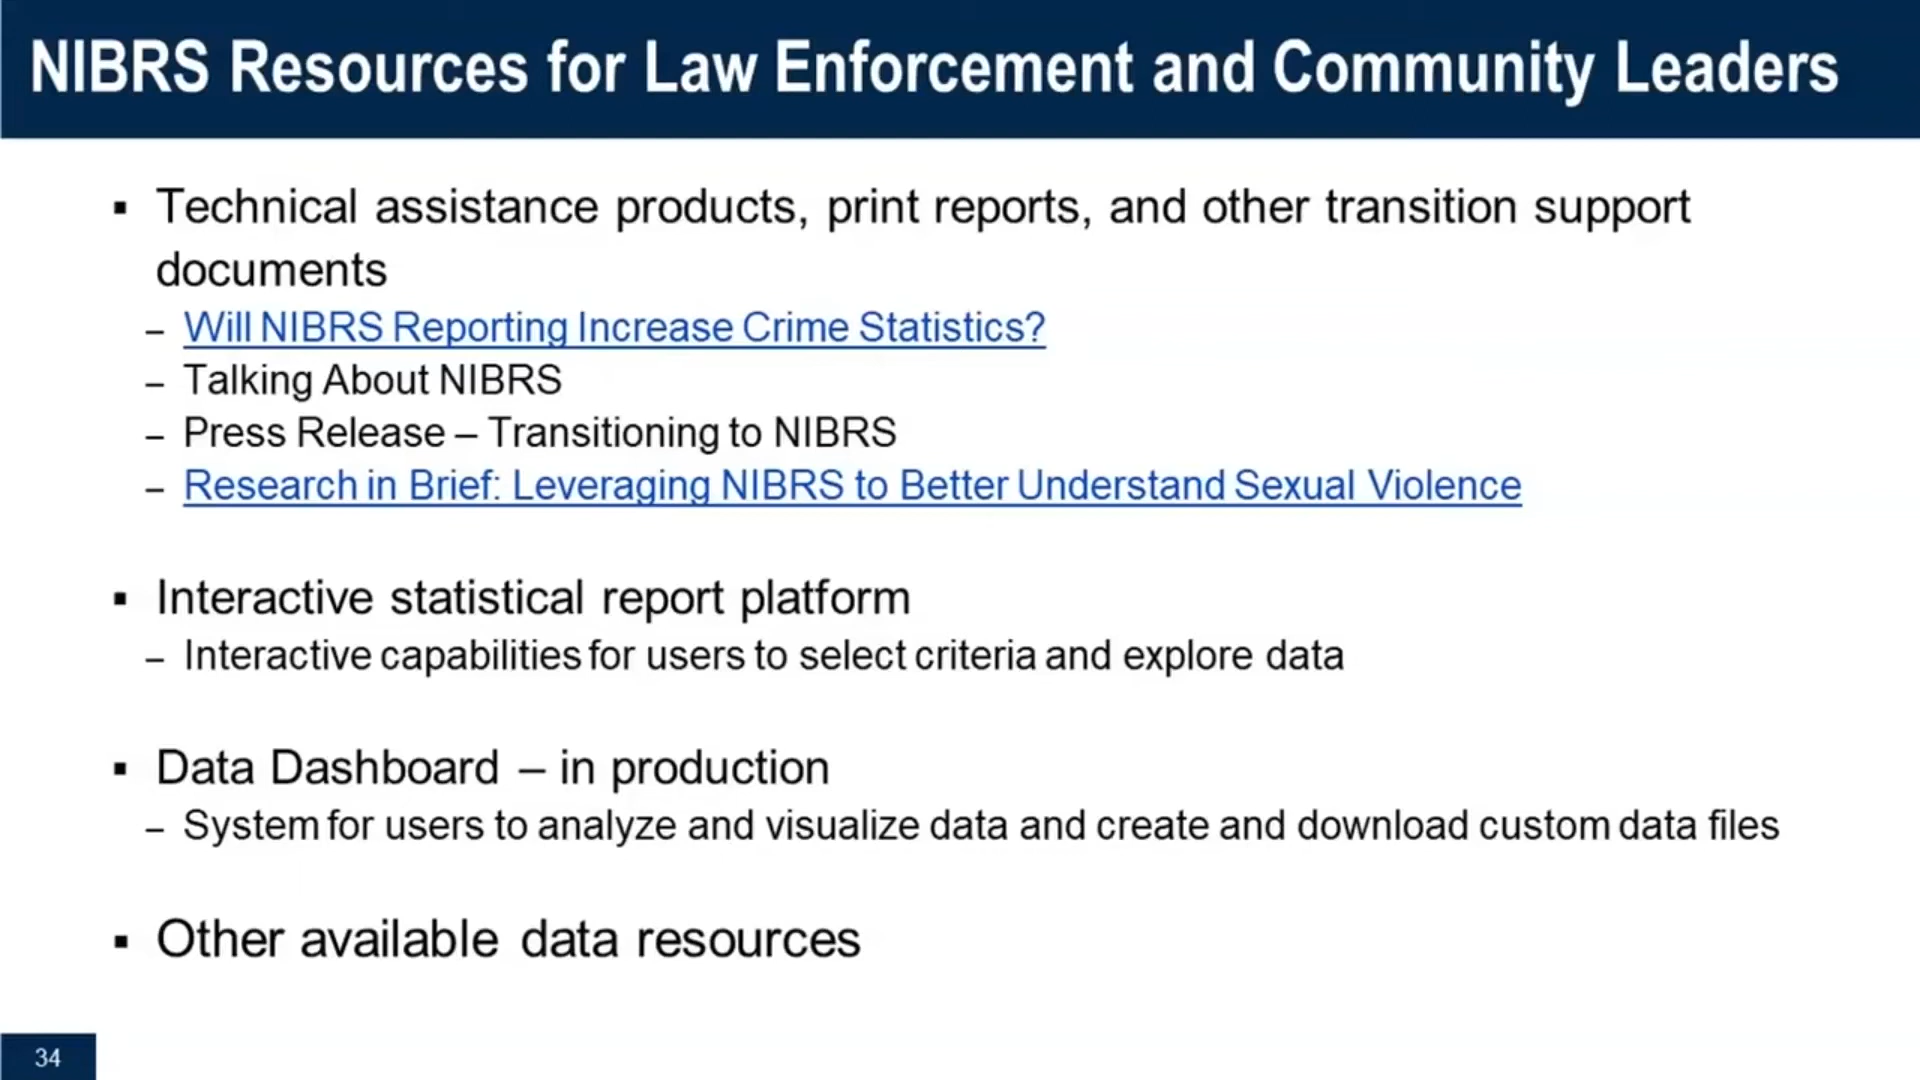 NIBRS Resources for Law Enforcement and Community Leaders
▪ Technical assistance products, print reports, and other transition support
documents
– Will NIBRS Reporting Increase Crime Statistics?
– Talking About NIBRS
– Press Release – Transitioning to NIBRS
– Research in Brief: Leveraging NIBRS to Better Understand Sexual Violence
▪ Interactive statistical report platform
– Interactive capabilities for users to select criteria and explore data
▪ Data Dashboard – in production
– System for users to analyze and visualize data and create and download custom data files
▪ Other available data resources
34